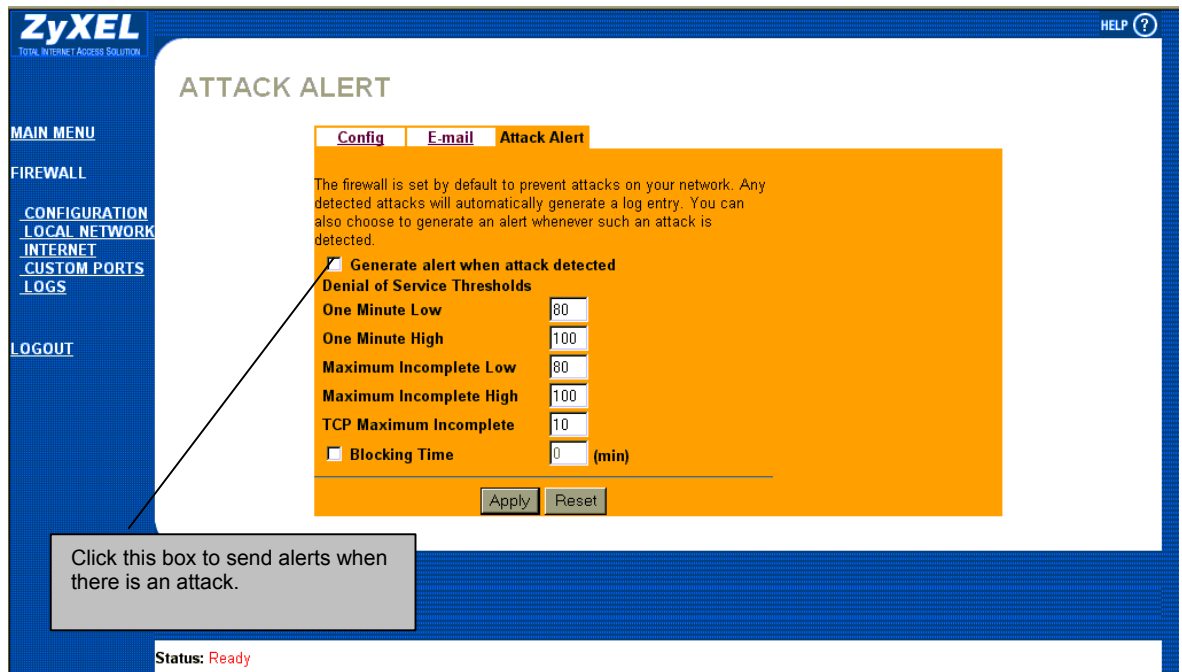 ZyXEL
TOTAL INTERNET ACCESS SOLUTION
HELP ?
ATTACK ALERT
MAIN MENU
FIREWALL
CONFIGURATION
LOCAL NETWORK
INTERNET
CUSTOM PORTS
LOGS
LOGOUT
Config E-mail Attack Alert
The firewall is set by default to prevent attacks on your network. Any
detected attacks will automatically generate a log entry. You can
also choose to generate an alert whenever such an attack is
detected.
Generate alert when attack detected
Denial of Service Thresholds
One Minute Low 80
One Minute High 100
Maximum Incomplete Low 80
Maximum Incomplete High 100
TCP Maximum Incomplete 10
Blocking Time 0 (min)
Apply Reset
Click this box to send alerts when
there is an attack.
Status: Ready